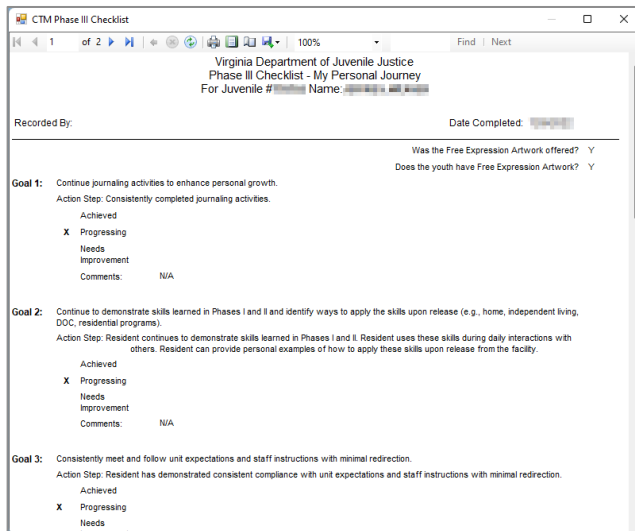 CTM Phase III Checklist
1 of 2 100% Find | Next
Virginia Department of Juvenile Justice
Phase III Checklist - My Personal Journey
For Juvenile # Name:
Recorded By: Date Completed:
Was the Free Expression Artwork offered? Y
Does the youth have Free Expression Artwork? Y
Goal 1: Continue journaling activities to enhance personal growth.
Action Step: Consistently completed journaling activities.
Achieved
X Progressing
Needs
Improvement
Comments: N/A
Goal 2: Continue to demonstrate skills learned in Phases I and II and identify ways to apply the skills upon release (e.g., home, independent living,
DOC, residential programs).
Action Step: Resident continues to demonstrate skills learned in Phases I and II. Resident uses these skills during daily interactions with
others. Resident can provide personal examples of how to apply these skills upon release from the facility.
Achieved
X Progressing
Needs
Improvement
Comments: N/A
Goal 3: Consistently meet and follow unit expectations and staff instructions with minimal redirection.
Action Step: Resident has demonstrated consistent compliance with unit expectations and staff instructions with minimal redirection.
Achieved
X Progressing
Needs